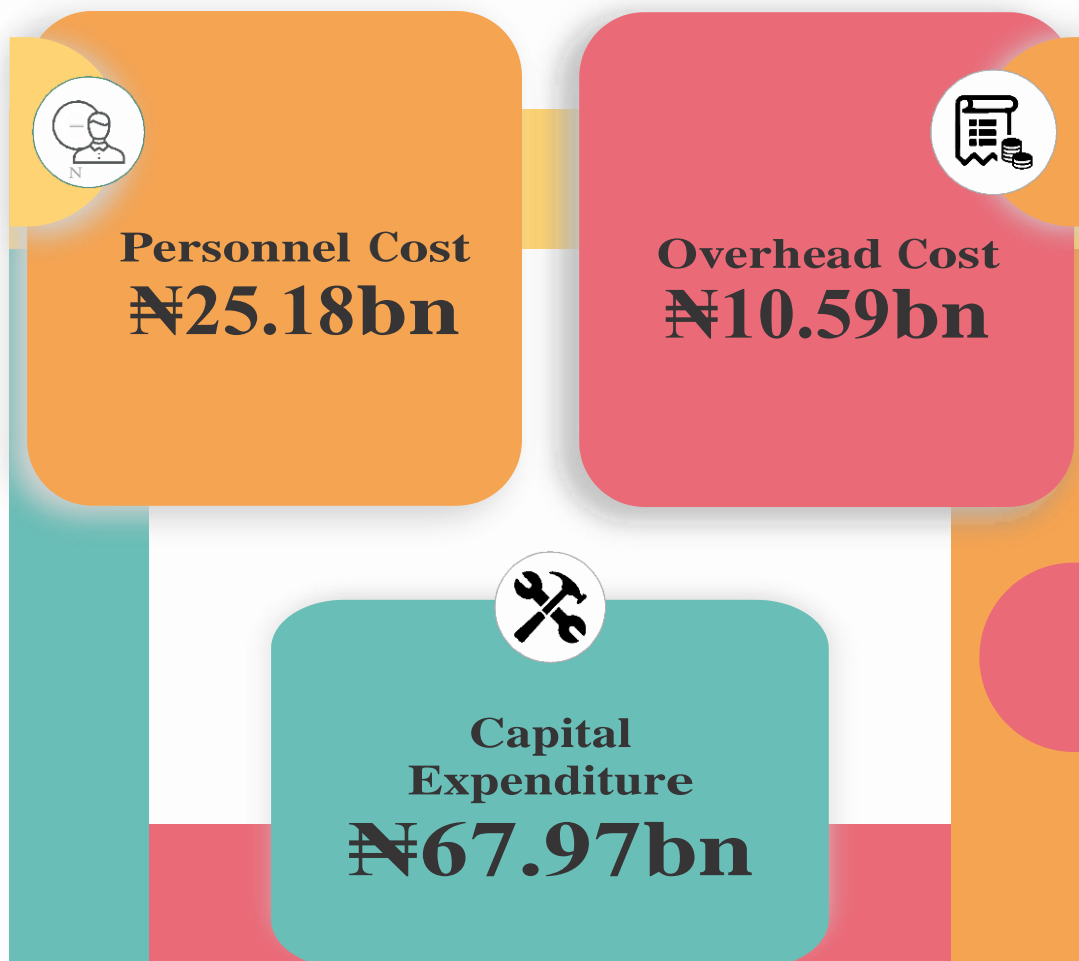 N
Personnel Cost
₦25.18bn
Overhead Cost
₦10.59bn
Capital
Expenditure
₦67.97bn